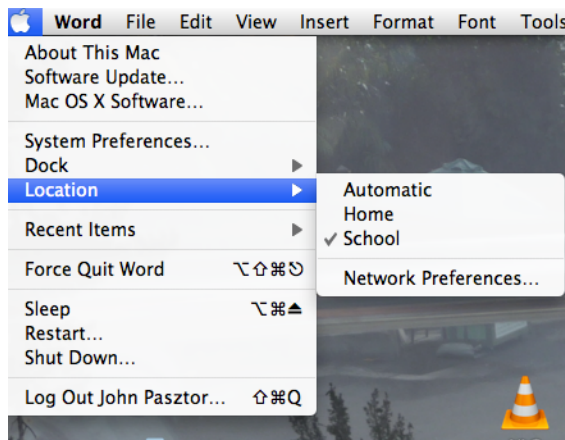 Word File Edit View Insert Format Font Tools
About This Mac
Software Update...
Mac OS X Software...
System Preferences...
Dock
Location
Automatic
Home
✓ School
Network Preferences...
Recent Items
Force Quit Word ⌥⇧⌘⎋
Sleep ⌥⌘⏏
Restart...
Shut Down...
Log Out John Pasztor... ⇧⌘Q